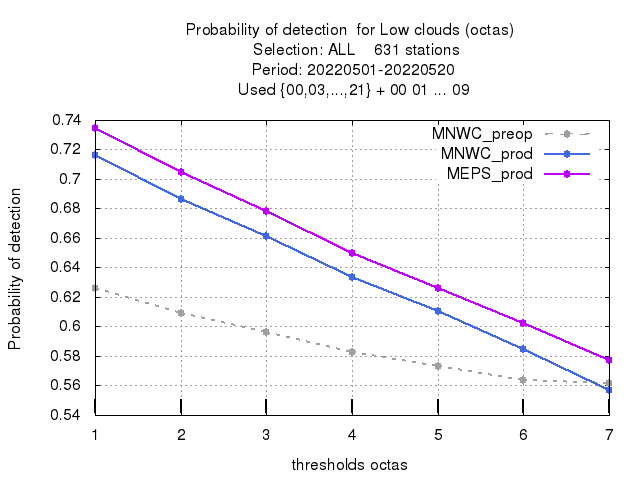 Probability of detection  for Low clouds (octas)
Selection: ALL    631 stations
Period: 20220501-20220520
Used {00,03,...,21} + 00 01 ... 09
MNWC_preop
MNWC_prod
MEPS_prod
Probability of detection
0.74
0.72
0.7
0.68
0.66
0.64
0.62
0.6
0.58
0.56
0.54
1 2 3 4 5 6 7
thresholds octas